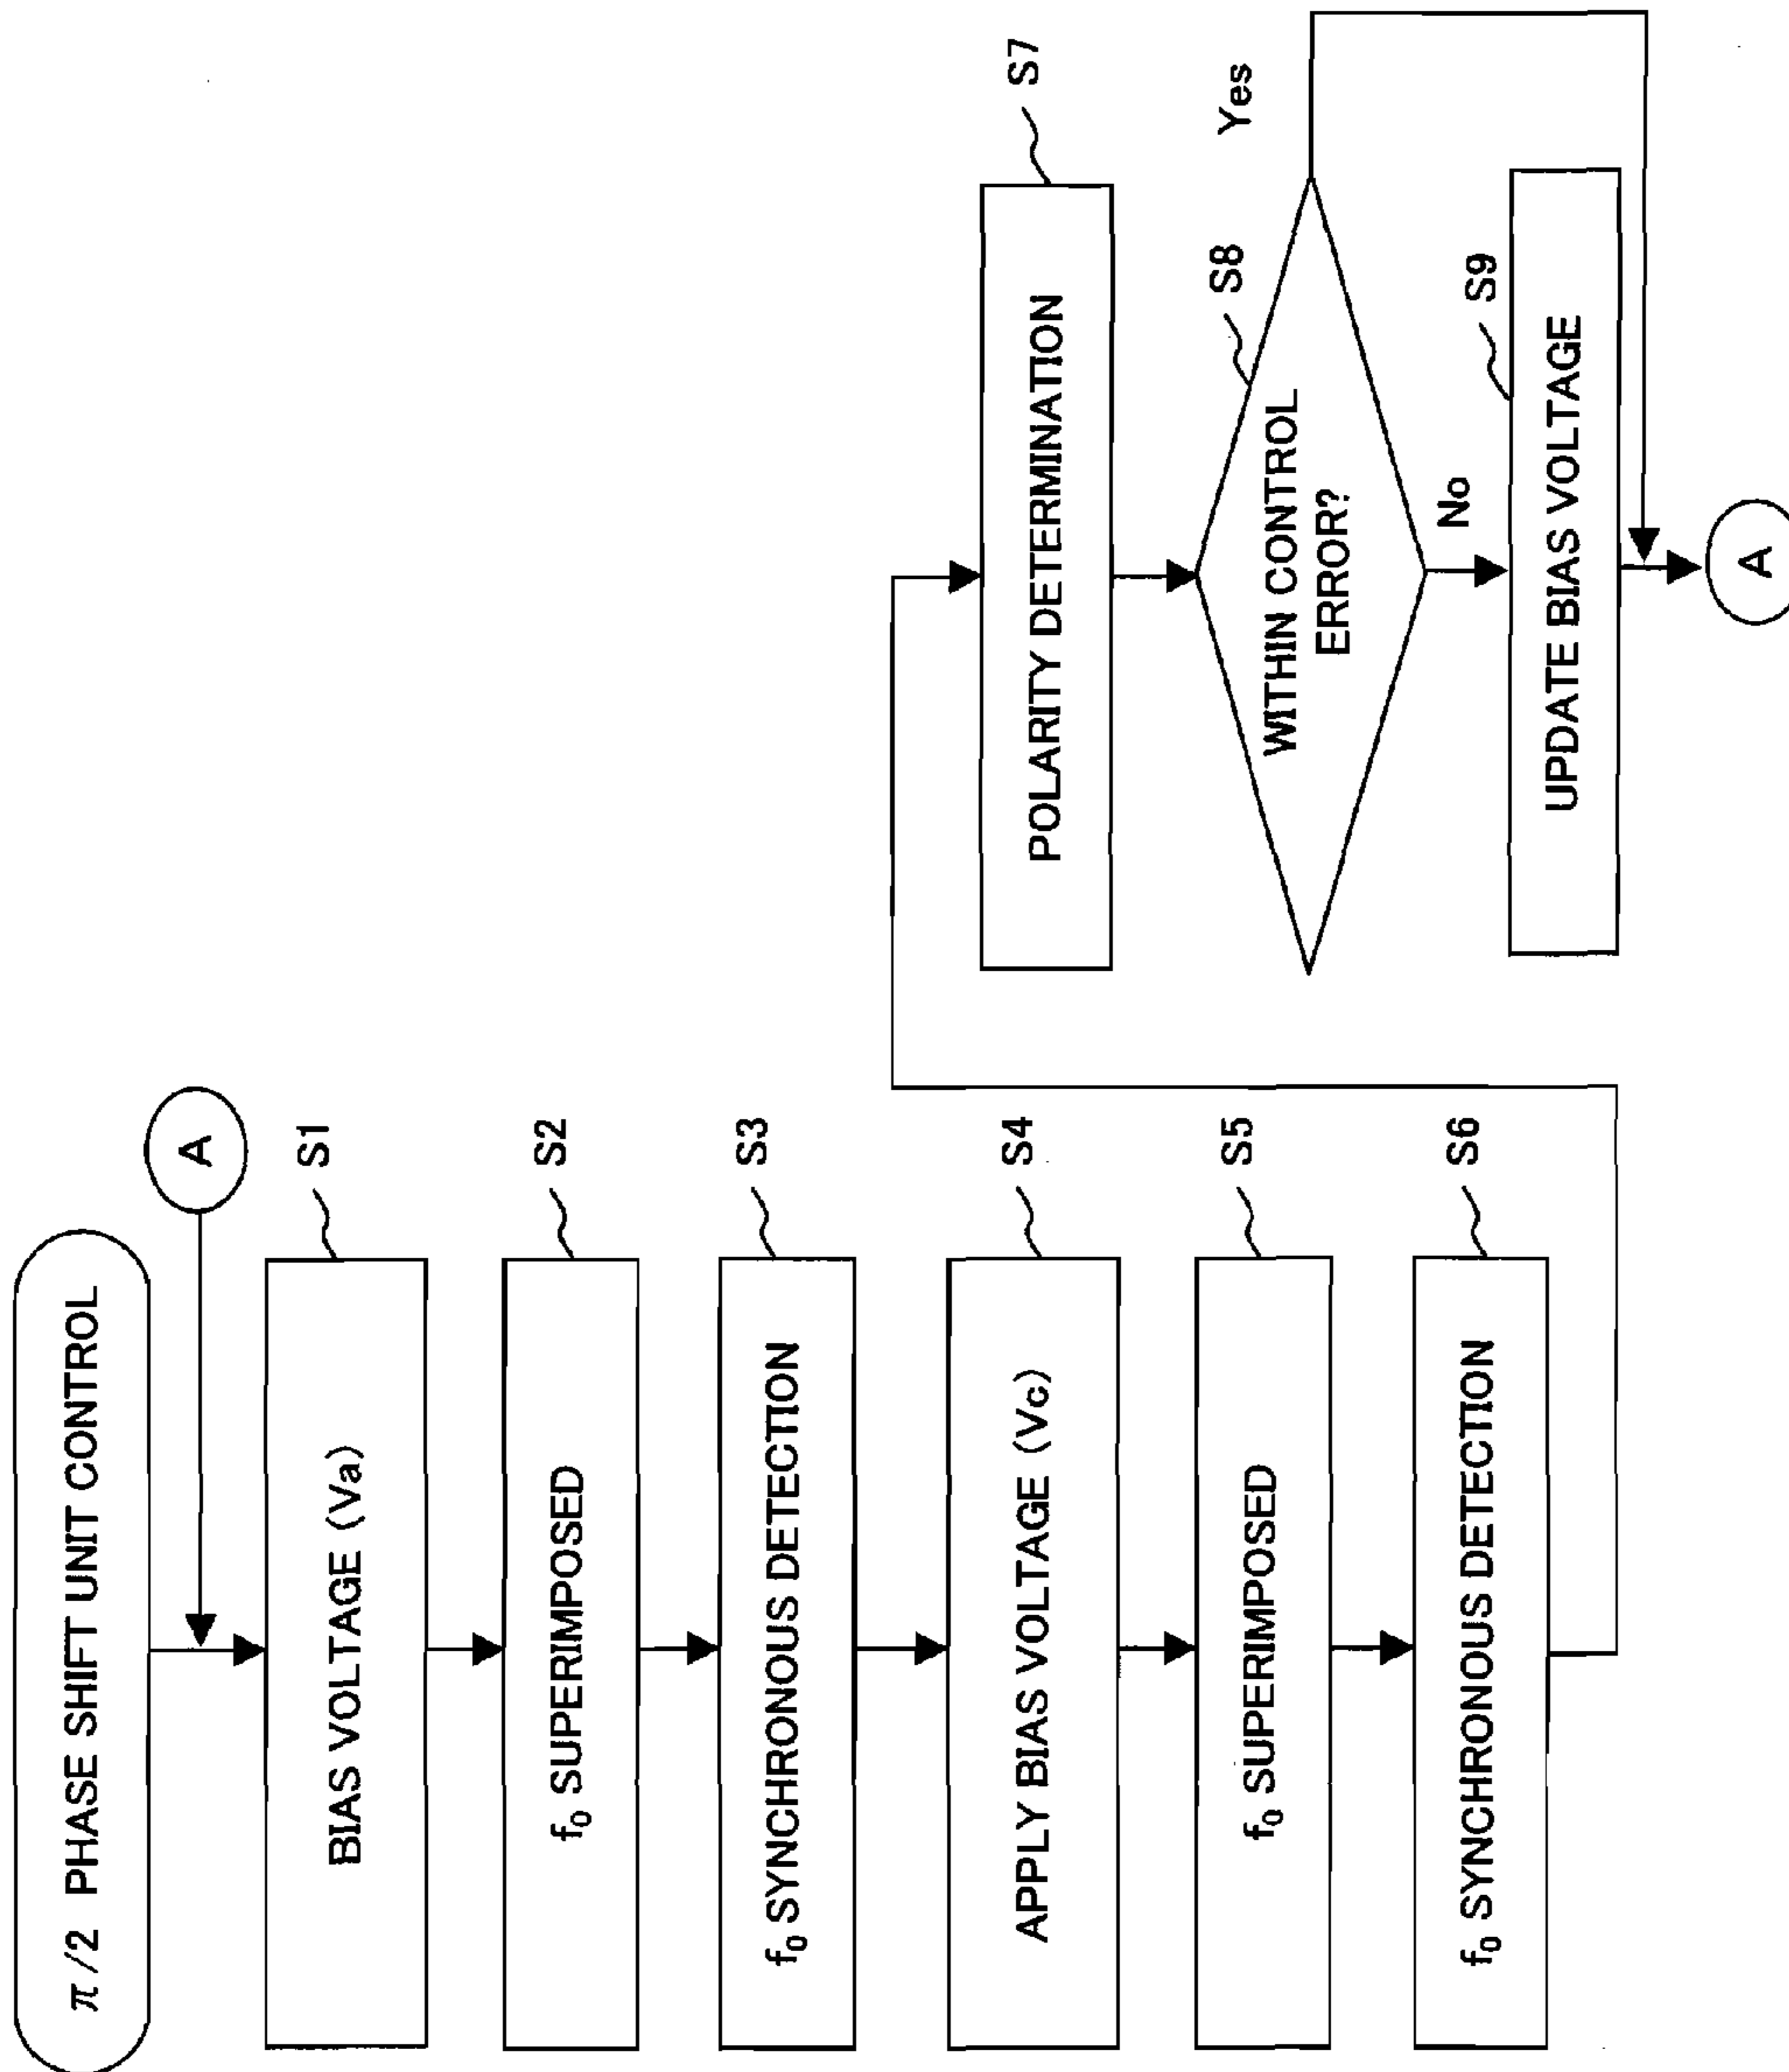 π/2 PHASE SHIFT UNIT CONTROL
A
S1
BIAS VOLTAGE (Va)
S2
f₀ SUPERIMPOSED
S3
f₀ SYNCHRONOUS DETECTION
S4
APPLY BIAS VOLTAGE (Vc)
S5
f₀ SUPERIMPOSED
S6
f₀ SYNCHRONOUS DETECTION
S7
POLARITY DETERMINATION
S8
WITHIN CONTROL
ERROR?
Yes
No
S9
UPDATE BIAS VOLTAGE
A